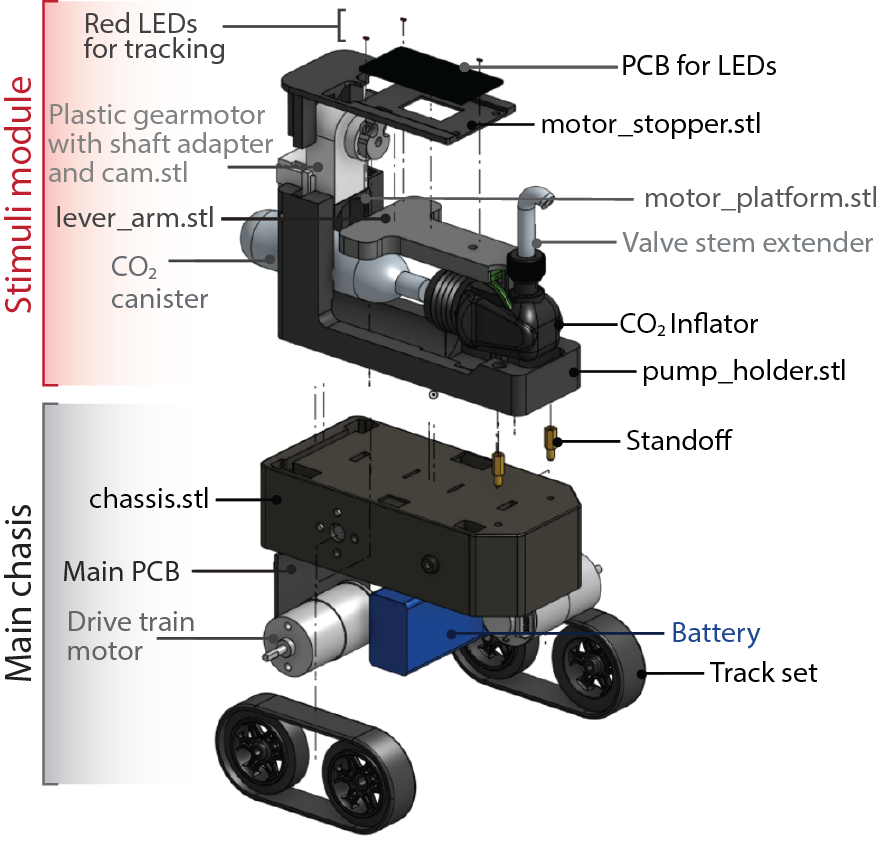 Red LEDs
for tracking
PCB for LEDs
Plastic gearmotor
with shaft adapter
and cam.stl
motor_stopper.stl
lever_arm.stl
motor_platform.stl
Valve stem extender
CO₂
canister
CO₂ Inflator
pump_holder.stl
Stimuli module
Standoff
chassis.stl
Main PCB
Drive train
motor
Battery
Track set
Main chasis